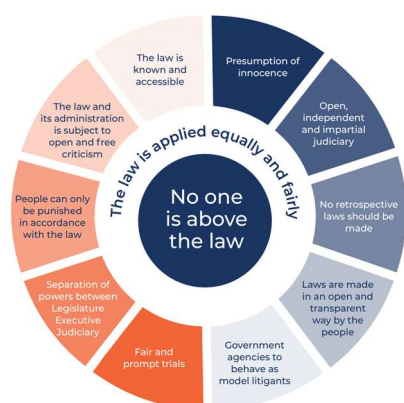 The law is applied equally and fairly
No one
is above
the law
Presumption of
innocence
Open,
independent
and impartial
judiciary
No retrospective
laws should be
made
Laws are made
in an open and
transparent
way by the
people
Government
agencies to
behave as
model litigants
Fair and
prompt trials
Separation of
powers between
Legislature
Executive
Judiciary
People can only
be punished
in accordance
with the law
The law and
its administration
is subject to
open and free
criticism
The law is
known and
accessible